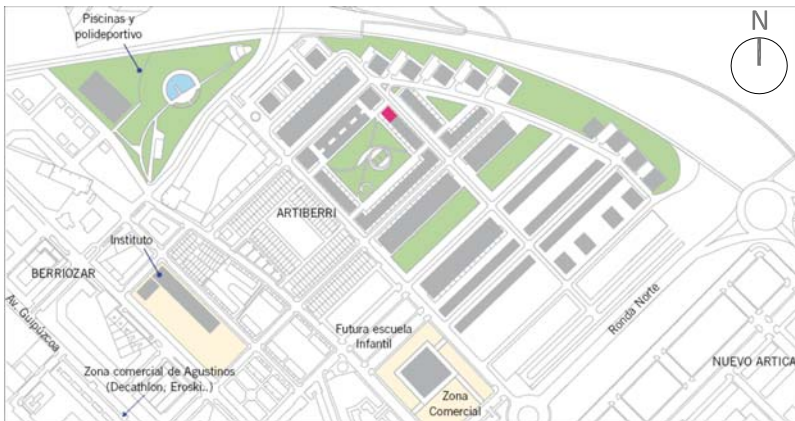 Piscinas y
polideportivo
N
ARTIBERRI
Instituto
BERRIOZAR
Av. Guipúzcoa
Futura escuela
Infantil
Ronda Norte
Zona comercial de Agustinos
(Decathlon, Eroski..)
NUEVO ARTICA
Zona
Comercial